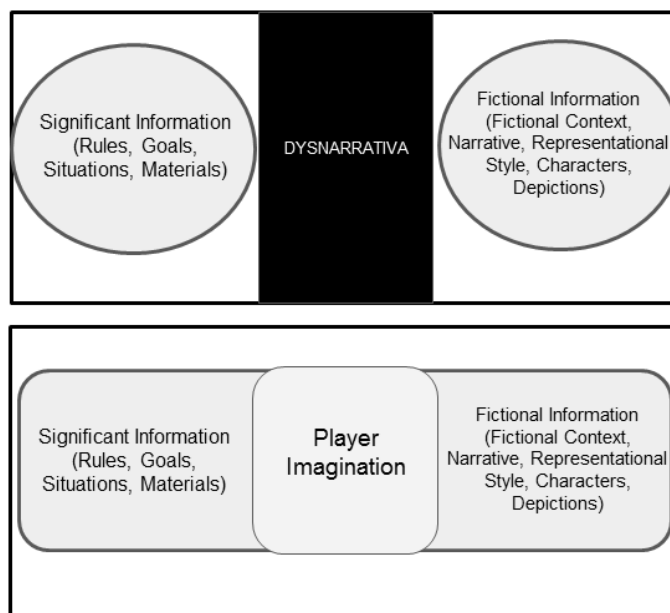 Significant Information
(Rules, Goals,
Situations, Materials)
DYSNARRATIVA
Fictional Information
(Fictional Context,
Narrative, Representational
Style, Characters,
Depictions)
Significant Information
(Rules, Goals,
Situations, Materials)
Player
Imagination
Fictional Information
(Fictional Context,
Narrative, Representational
Style, Characters,
Depictions)